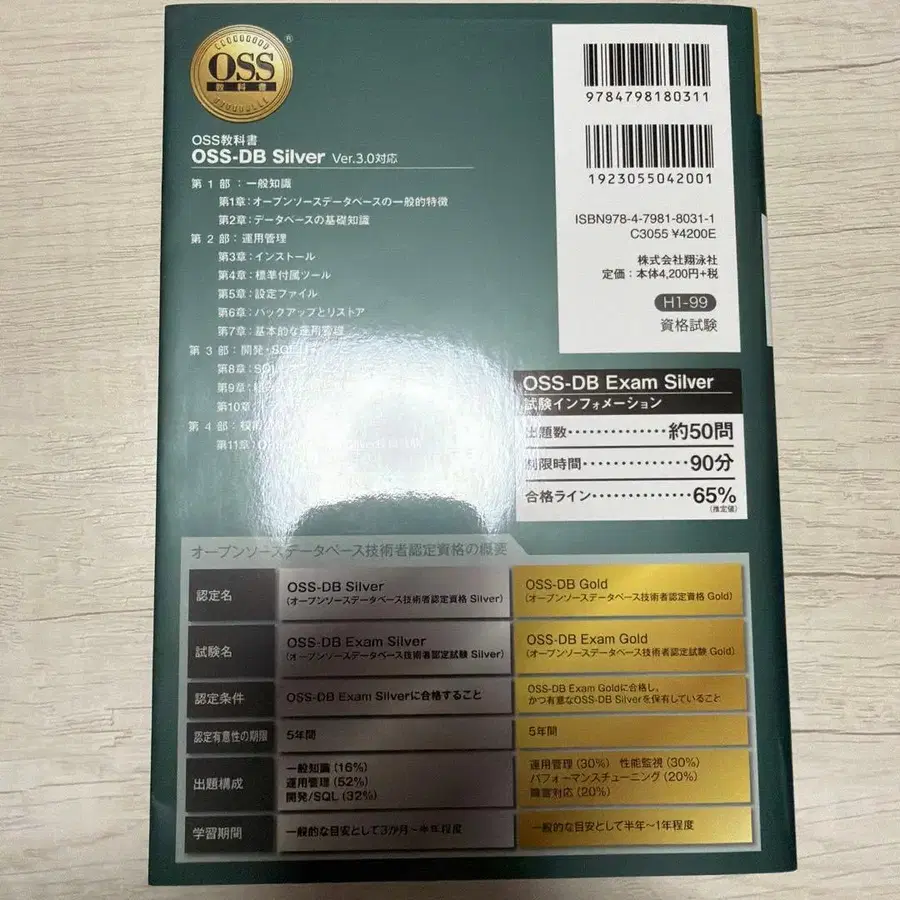 OSS
教科書
®
OSS教科書
OSS-DB Silver Ver.3.0対応
第1部:一般知識
第1章:オープンソースデータベースの一般的特徴
第2章:データベースの基礎知識
第2部:運用管理
第3章:インストール
第4章:標準付属ツール
第5章:設定ファイル
第6章:バックアップとリストア
第7章:基本的な運用管理
第3部:開発・SQL
第8章:SQL
第9章:
第10章
第4部:
第11章:
9784798180311
1923055042001
ISBN978-4-7981-8031-1
C3055 ¥4200E
株式会社翔泳社
定価:本体4,200円+税
H1-99
資格試験
OSS-DB Exam Silver
試験インフォメーション
出題数・・・・・・・・・・・・・・約50問
制限時間・・・・・・・・・・・・・・90分
合格ライン・・・・・・・・・・・・・65%
(推定値)
オープンソースデータベース技術者認定資格の概要
認定名
OSS-DB Silver
(オープンソースデータベース技術者認定資格 Silver)
OSS-DB Gold
(オープンソースデータベース技術者認定資格 Gold)
試験名
OSS-DB Exam Silver
(オープンソースデータベース技術者認定試験 Silver)
OSS-DB Exam Gold
(オープンソースデータベース技術者認定試験 Gold)
認定条件
OSS-DB Exam Silverに合格すること
OSS-DB Exam Goldに合格し、
かつ有意なOSS-DB Silverを保有していること
認定有意性の期限
5年間
5年間
出題構成
一般知識(16%)
運用管理(52%)
開発/SQL(32%)
運用管理(30%) 性能監視(30%)
パフォーマンスチューニング(20%)
障害対応(20%)
学習期間
一般的な目安として3か月~半年程度
一般的な目安として半年~1年程度